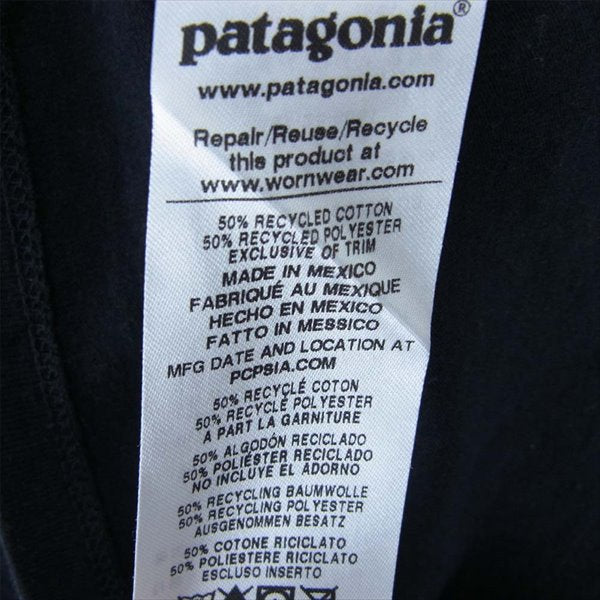 patagonia®
www.patagonia.com
Repair/Reuse/Recycle
this product at
www.wornwear.com
50% RECYCLED COTTON
50% RECYCLED POLYESTER
EXCLUSIVE OF TRIM
MADE IN MEXICO
FABRIQUÉ AU MEXIQUE
HECHO EN MEXICO
FATTO IN MESSICO
MFG DATE AND LOCATION AT
PCPSIA.COM
50% RECYCLÉ COTON
50% RECYCLÉ POLYESTER
A PART LA GARNITURE
50% ALGODÓN RECICLADO
50% POLIÉSTER RECICLADO
NO INCLUYE EL ADORNO
50% RECYCLING BAUMWOLLE
50% RECYCLING POLYESTER
AUSGENOMMEN BESATZ
50% COTONE RICICLATO
50% POLIESTERE RICICLATO
ESCLUSO INSERTO